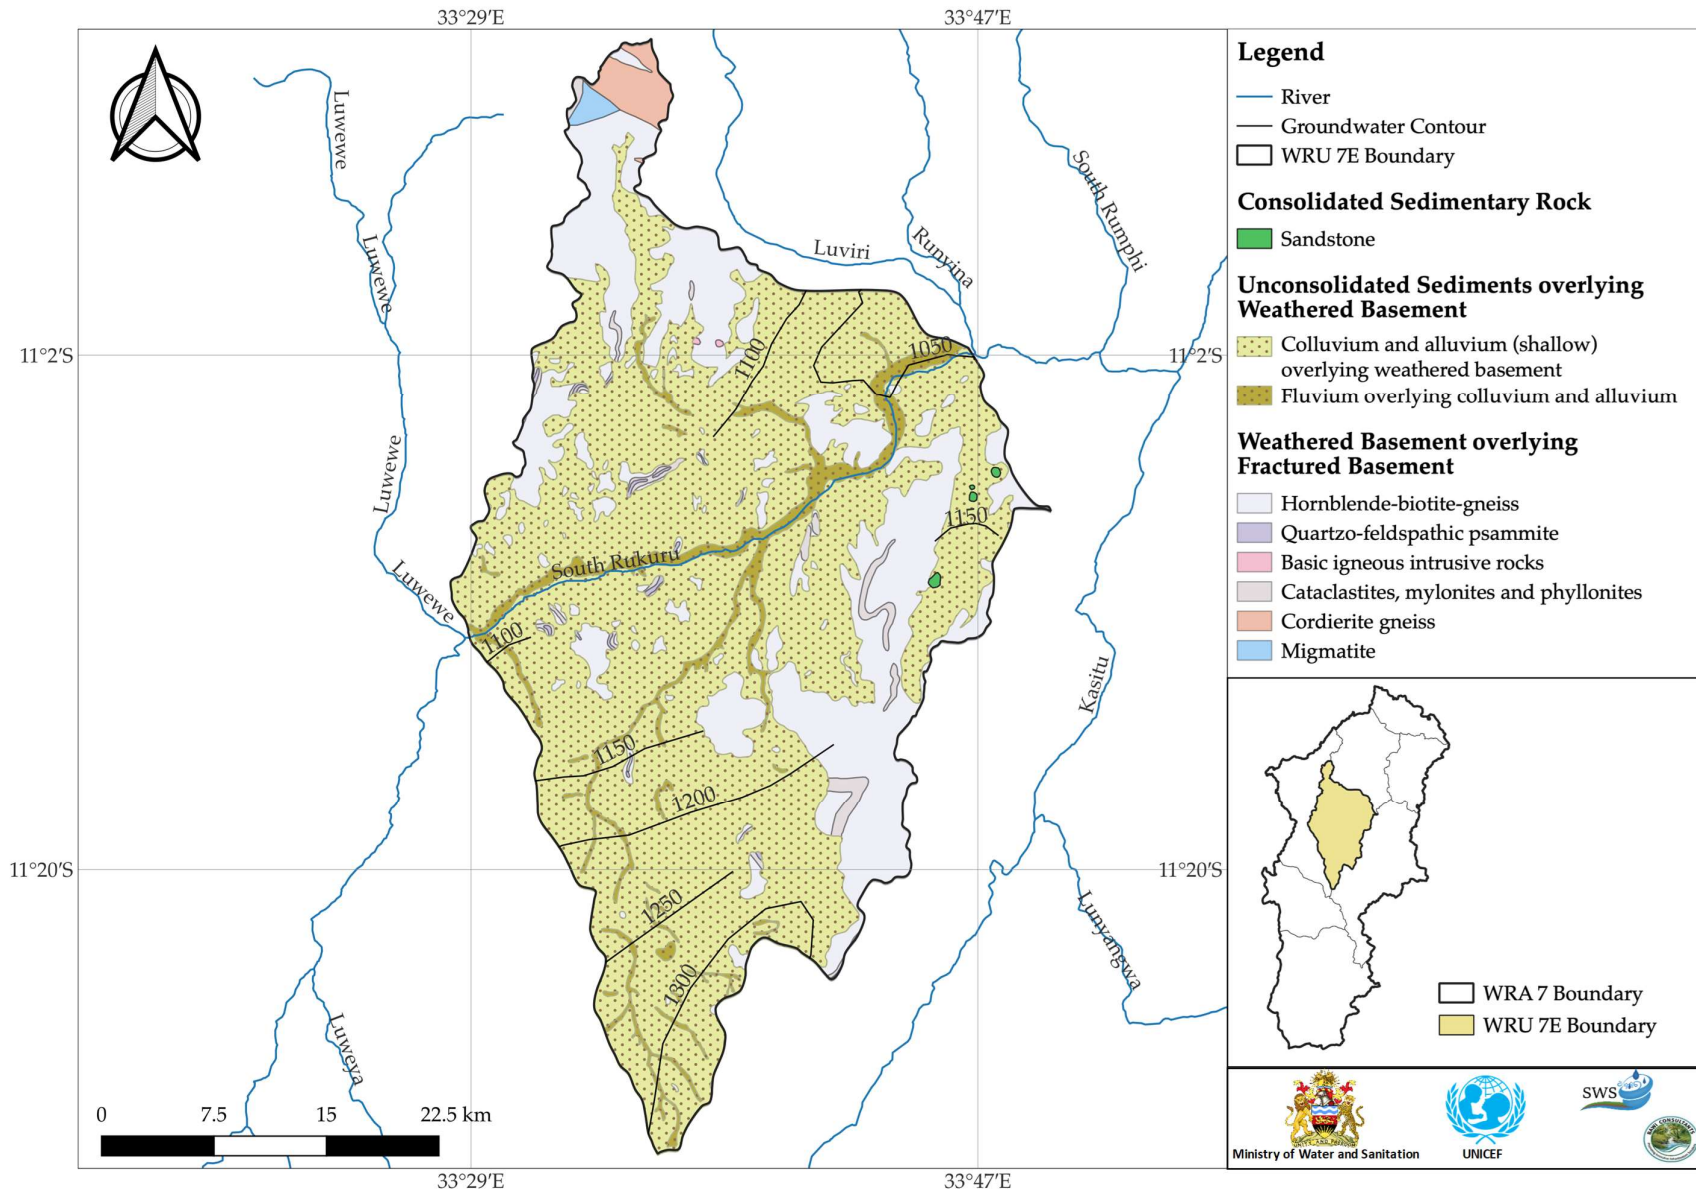 33°29′E
33°47′E
Luwewe
Luwewe
Luwewe
Luwewe
Luviri
Runyina
South Rumphi
11°2′S
11°2′S
1100
1050
1150
South Rukuru
1100
Kasitu
1150
1200
11°20′S
11°20′S
1250
1300
Lunyangwa
Luweya
0 7.5 15 22.5 km
33°29′E
33°47′E
Legend
River
Groundwater Contour
WRU 7E Boundary
Consolidated Sedimentary Rock
Sandstone
Unconsolidated Sediments overlying
Weathered Basement
Colluvium and alluvium (shallow)
overlying weathered basement
Fluvium overlying colluvium and alluvium
Weathered Basement overlying
Fractured Basement
Hornblende-biotite-gneiss
Quartzo-feldspathic psammite
Basic igneous intrusive rocks
Cataclastites, mylonites and phyllonites
Cordierite gneiss
Migmatite
WRA 7 Boundary
WRU 7E Boundary
UNITY AND FREEDOM
Ministry of Water and Sanitation
UNICEF
SWS